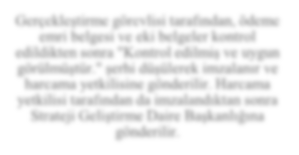 Gerçekleştirme görevlisi tarafından, ödeme
emri belgesi ve eki belgeler kontrol
edildikten sonra "Kontrol edilmiş ve uygun
görülmüştür." şerhi düşülerek imzalanır ve
harcama yetkilisine gönderilir. Harcama
yetkilisi tarafından da imzalandıktan sonra
Strateji Geliştirme Daire Başkanlığına
gönderilir.